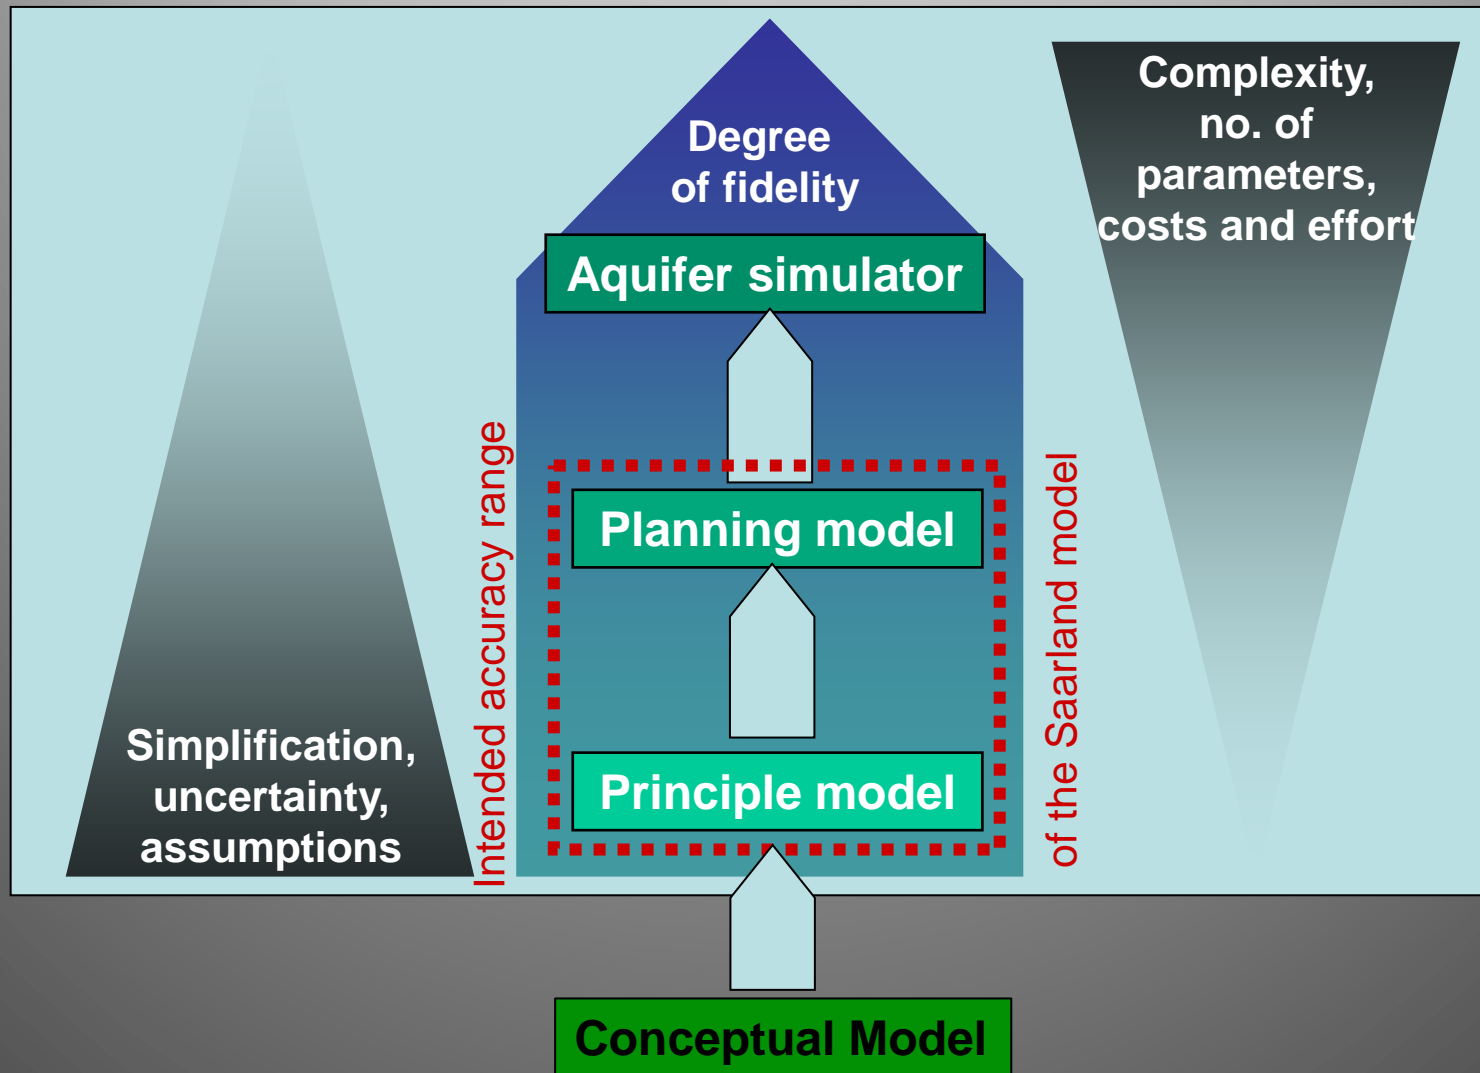 Degree
of fidelity
Complexity,
no. of
parameters,
costs and effort
Aquifer simulator
Intended accuracy range
Planning model
of the Saarland model
Simplification,
uncertainty,
assumptions
Principle model
Conceptual Model